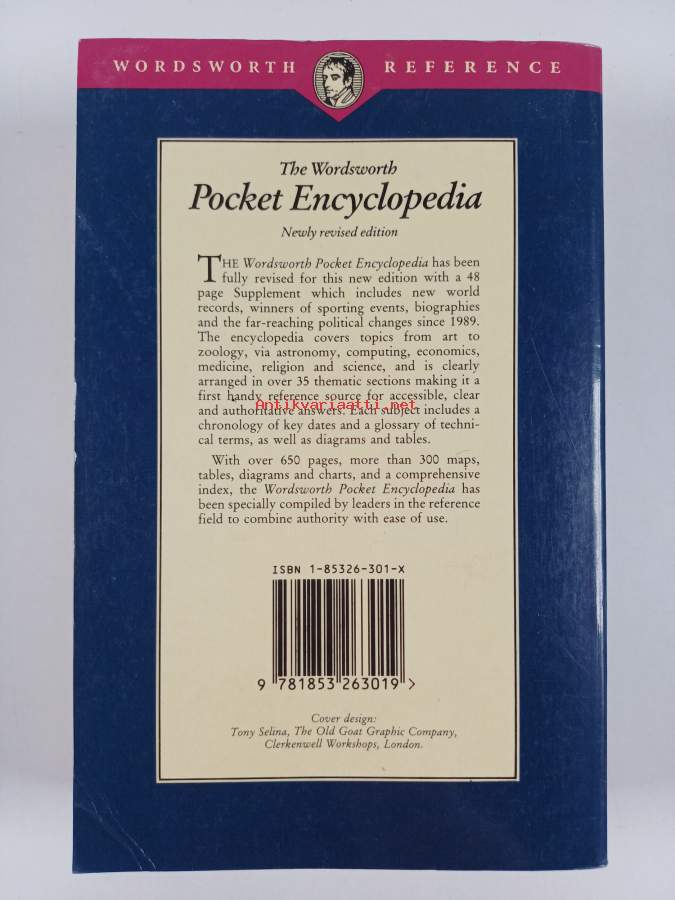 WORDSWORTH REFERENCE
The Wordsworth
Pocket Encyclopedia
Newly revised edition
THE Wordsworth Pocket Encyclopedia has been
fully revised for this new edition with a 48
page Supplement which includes new world
records, winners of sporting events, biographies
and the far-reaching political changes since 1989.
The encyclopedia covers topics from art to
zoology, via astronomy, computing, economics,
medicine, religion and science, and is clearly
arranged in over 35 thematic sections making it a
first handy reference source for accessible, clear
Antikvariaatti.net
and authoritative answers. Each subject includes a
chronology of key dates and a glossary of techni-
cal terms, as well as diagrams and tables.
With over 650 pages, more than 300 maps,
tables, diagrams and charts, and a comprehensive
index, the Wordsworth Pocket Encyclopedia has
been specially compiled by leaders in the reference
field to combine authority with ease of use.
ISBN 1-85326-301-X
9 781853 263019 >
Cover design:
Tony Selina, The Old Goat Graphic Company,
Clerkenwell Workshops, London.